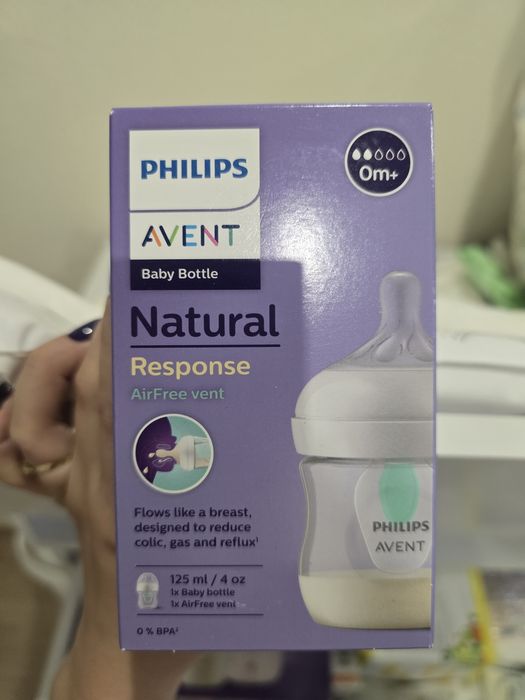 PHILIPS
AVENT
Baby Bottle
0m+
Natural
Response
AirFree vent
Flows like a breast,
designed to reduce
colic, gas and reflux¹
125 ml / 4 oz
1x Baby bottle
1x AirFree vent
0 % BPA²
PHILIPS
AVENT